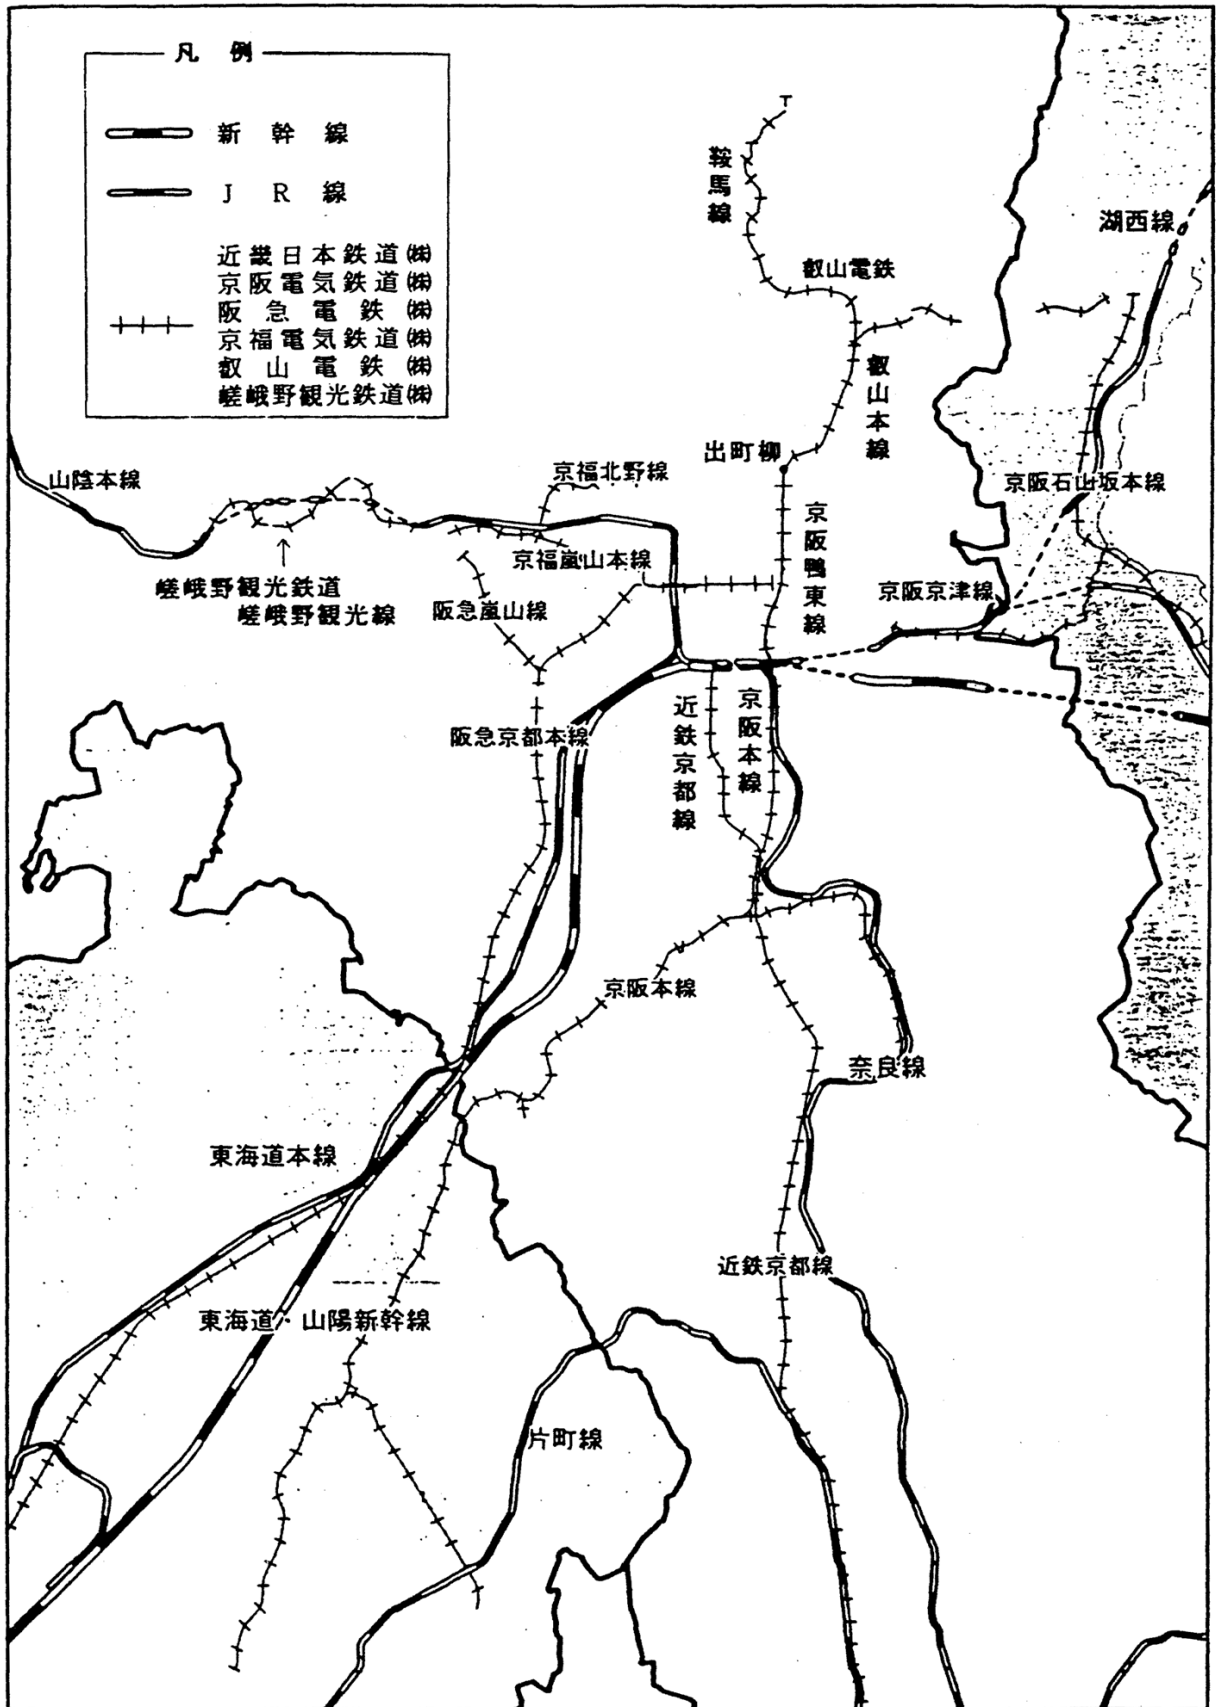 凡例
新幹線
JR線
近畿日本鉄道㈱
京阪電気鉄道㈱
阪急電鉄㈱
京福電気鉄道㈱
叡山電鉄㈱
嵯峨野観光鉄道㈱
鞍馬線
湖西線
叡山電鉄
叡山本線
出町柳
山陰本線
京福北野線
京阪石山坂本線
京阪鴨東線
京福嵐山本線
嵯峨野観光鉄道
嵯峨野観光線
阪急嵐山線
京阪京津線
近鉄京都線
京阪本線
阪急京都本線
京阪本線
奈良線
東海道本線
近鉄京都線
東海道・山陽新幹線
片町線